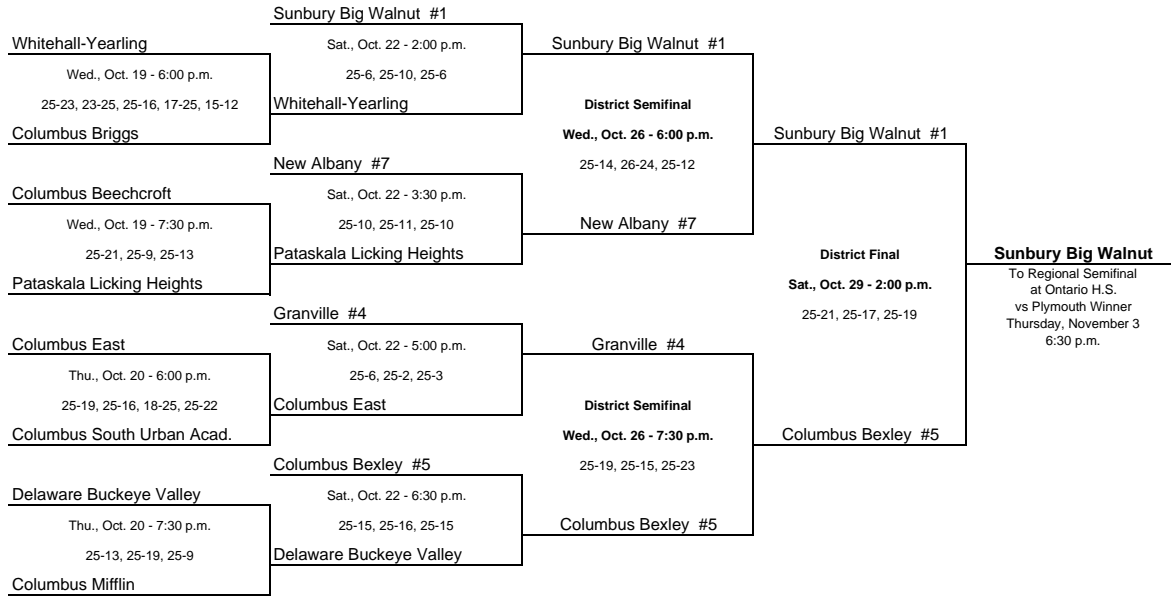 Sunbury Big Walnut #1
Whitehall-Yearling
Sat., Oct. 22 - 2:00 p.m.
Sunbury Big Walnut #1
Wed., Oct. 19 - 6:00 p.m.
25-6, 25-10, 25-6
25-23, 23-25, 25-16, 17-25, 15-12
Whitehall-Yearling
District Semifinal
Columbus Briggs
Wed., Oct. 26 - 6:00 p.m.
Sunbury Big Walnut #1
New Albany #7
25-14, 26-24, 25-12
Columbus Beechcroft
Sat., Oct. 22 - 3:30 p.m.
Wed., Oct. 19 - 7:30 p.m.
25-10, 25-11, 25-10
New Albany #7
25-21, 25-9, 25-13
Pataskala Licking Heights
District Final
Sunbury Big Walnut
Pataskala Licking Heights
Sat., Oct. 29 - 2:00 p.m.
To Regional Semifinal
at Ontario H.S.
vs Plymouth Winner
Thursday, November 3
6:30 p.m.
Granville #4
25-21, 25-17, 25-19
Columbus East
Sat., Oct. 22 - 5:00 p.m.
Granville #4
Thu., Oct. 20 - 6:00 p.m.
25-6, 25-2, 25-3
25-19, 25-16, 18-25, 25-22
Columbus East
District Semifinal
Columbus South Urban Acad.
Wed., Oct. 26 - 7:30 p.m.
Columbus Bexley #5
Columbus Bexley #5
25-19, 25-15, 25-23
Delaware Buckeye Valley
Sat., Oct. 22 - 6:30 p.m.
Thu., Oct. 20 - 7:30 p.m.
25-15, 25-16, 25-15
Columbus Bexley #5
25-13, 25-19, 25-9
Delaware Buckeye Valley
Columbus Mifflin